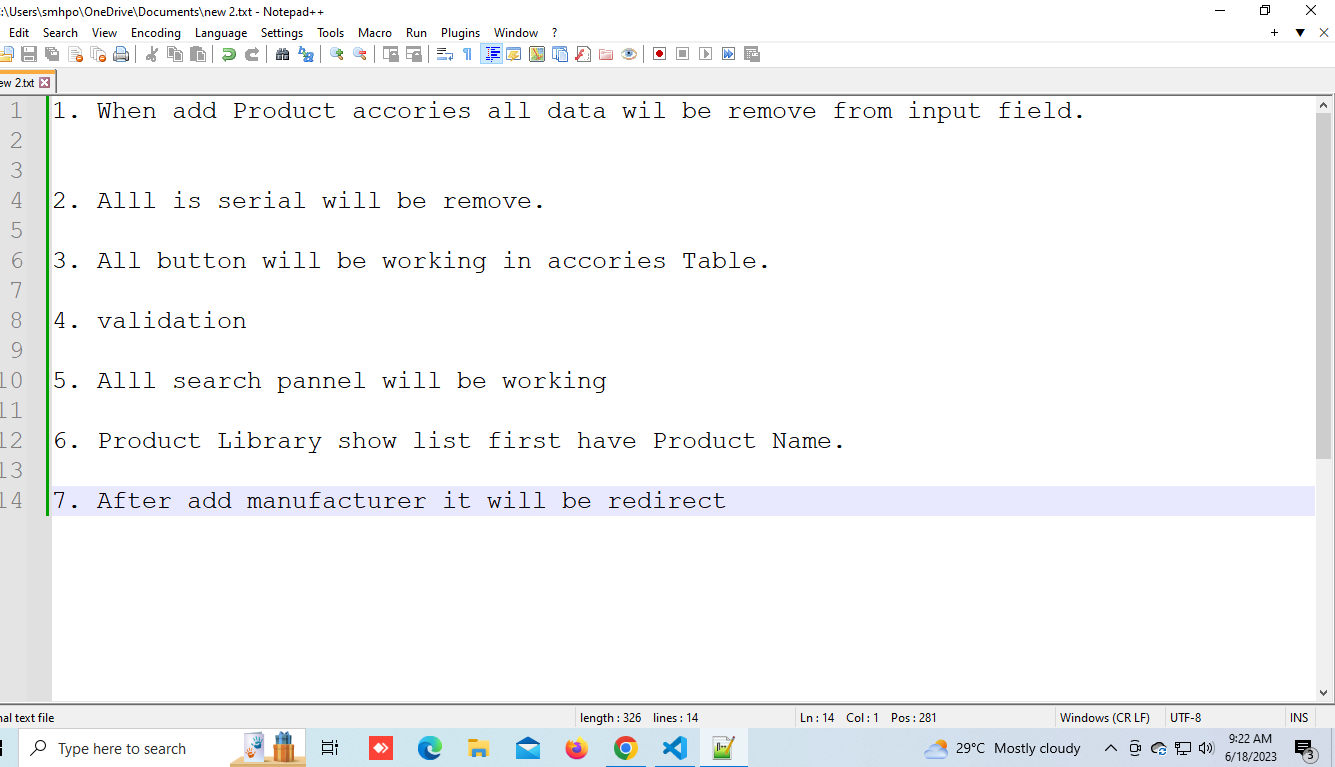 :\Users\smhpo\OneDrive\Documents\new 2.txt - Notepad++
Edit Search View Encoding Language Settings Tools Macro Run Plugins Window ?
ew 2.txt
1 1. When add Product accories all data wil be remove from input field.
2
3
4 2. Alll is serial will be remove.
5
6 3. All button will be working in accories Table.
7
8 4. validation
9
10 5. Alll search pannel will be working
11
12 6. Product Library show list first have Product Name.
13
14 7. After add manufacturer it will be redirect
nal text file length : 326 lines : 14 Ln : 14 Col : 1 Pos : 281 Windows (CR LF) UTF-8 INS
Type here to search 29°C Mostly cloudy 9:22 AM
6/18/2023 3